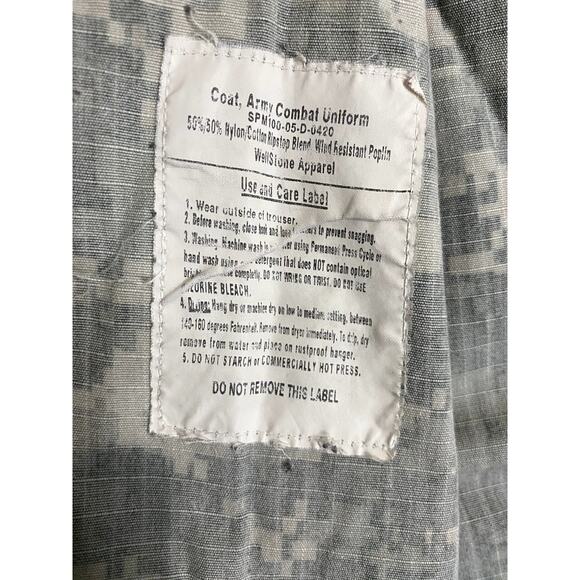 Coat, Army Combat Uniform
SPM100-05-D-0420
50%/50% Nylon/Cotton Ripstop Blend, Wind Resistant Poplin
WellStone Apparel
Use and Care Label
1. Wear outside of trouser.
2. Before washing, close hook and loop to prevent snagging.
3. Washing: Machine wash in using Permanent Press Cycle or
hand wash using detergent that does NOT contain optical
completely. DO NOT WRING OR TWIST. DO NOT USE
CHLORINE BLEACH.
4. Drying: Hang dry or machine dry on low to medium setting, between
140-160 degrees Fahrenheit. Remove from dryer immediately. To drip, dry
remove from water and place on rustproof hanger.
5. DO NOT STARCH or COMMERCIALLY HOT PRESS.
DO NOT REMOVE THIS LABEL